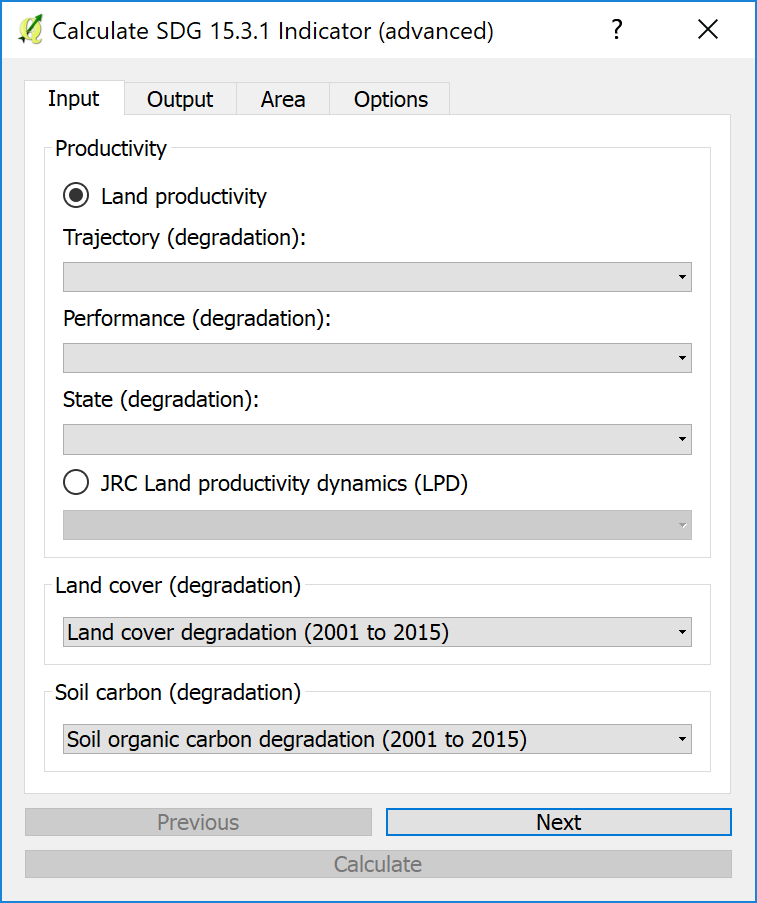 Calculate SDG 15.3.1 Indicator (advanced) ?
Input Output Area Options
Productivity
Land productivity
Trajectory (degradation):
Performance (degradation):
State (degradation):
JRC Land productivity dynamics (LPD)
Land cover (degradation)
Land cover degradation (2001 to 2015)
Soil carbon (degradation)
Soil organic carbon degradation (2001 to 2015)
Previous Next
Calculate